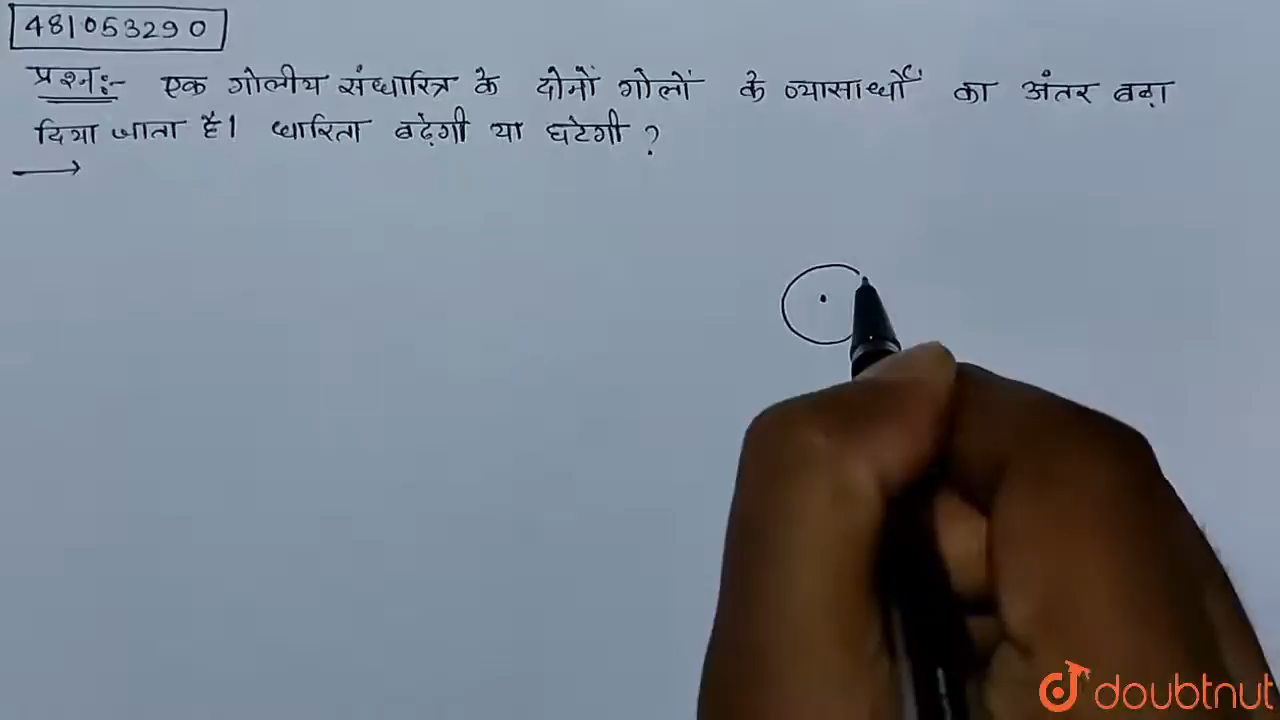 481053290
प्रश्न:- एक गोलीय संधारित्र के दोनों गोलों के व्यासार्धों का अंतर बढ़ा
दिया जाता है। धारिता बढ़ेगी या घटेगी ?
doubtnut